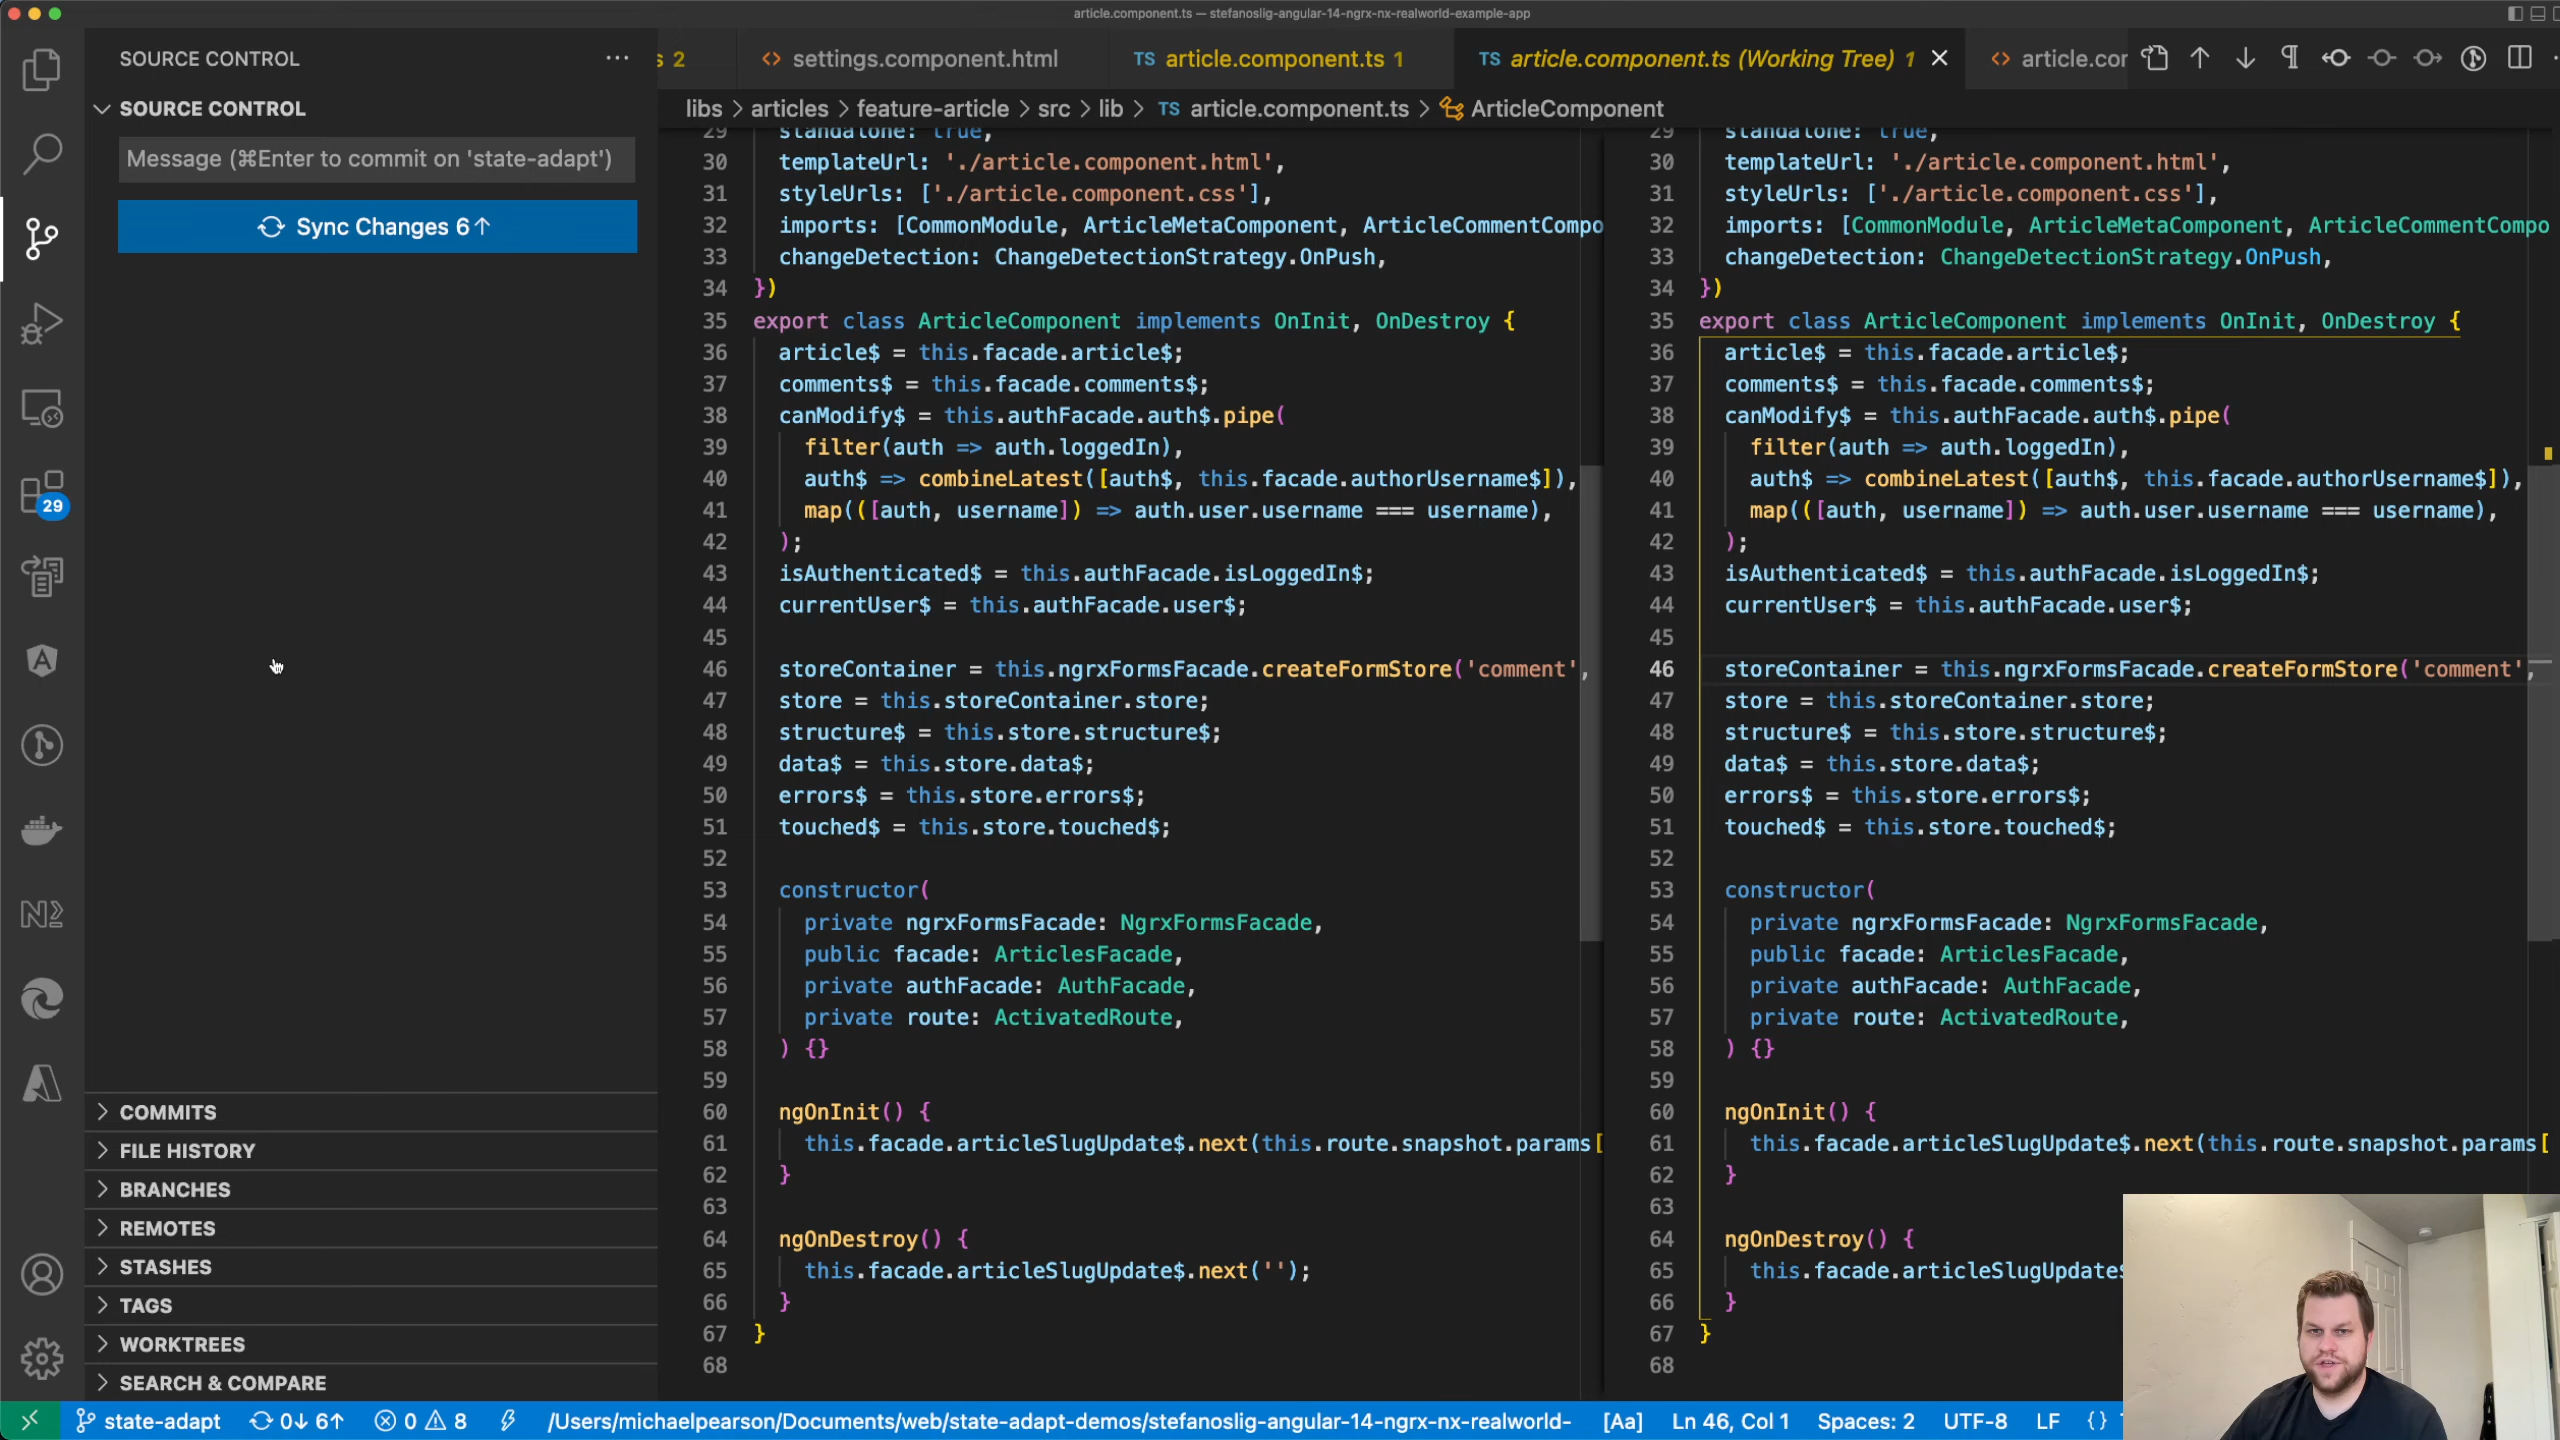 article.component.ts — stefanoslig-angular-14-ngrx-nx-realworld-example-app
SOURCE CONTROL
SOURCE CONTROL
Message (⌘Enter to commit on 'state-adapt')
Sync Changes 6↑
29
COMMITS
FILE HISTORY
BRANCHES
REMOTES
STASHES
TAGS
WORKTREES
SEARCH & COMPARE
s 2
settings.component.html
TS article.component.ts 1
TS article.component.ts (Working Tree) 1
article.cor
libs > articles > feature-article > src > lib > TS article.component.ts > ArticleComponent
29 standalone: true,
30 templateUrl: './article.component.html',
31 styleUrls: ['./article.component.css'],
32 imports: [CommonModule, ArticleMetaComponent, ArticleCommentCompo
33 changeDetection: ChangeDetectionStrategy.OnPush,
34 })
35 export class ArticleComponent implements OnInit, OnDestroy {
36 article$ = this.facade.article$;
37 comments$ = this.facade.comments$;
38 canModify$ = this.authFacade.auth$.pipe(
39 filter(auth => auth.loggedIn),
40 auth$ => combineLatest([auth$, this.facade.authorUsername$]),
41 map(([auth, username]) => auth.user.username === username),
42 );
43 isAuthenticated$ = this.authFacade.isLoggedIn$;
44 currentUser$ = this.authFacade.user$;
45
46 storeContainer = this.ngrxFormsFacade.createFormStore('comment',
47 store = this.storeContainer.store;
48 structure$ = this.store.structure$;
49 data$ = this.store.data$;
50 errors$ = this.store.errors$;
51 touched$ = this.store.touched$;
52
53 constructor(
54 private ngrxFormsFacade: NgrxFormsFacade,
55 public facade: ArticlesFacade,
56 private authFacade: AuthFacade,
57 private route: ActivatedRoute,
58 ) {}
59
60 ngOnInit() {
61 this.facade.articleSlugUpdate$.next(this.route.snapshot.params[
62 }
63
64 ngOnDestroy() {
65 this.facade.articleSlugUpdate$.next('');
66 }
67 }
68
29 standalone: true,
30 templateUrl: './article.component.html',
31 styleUrls: ['./article.component.css'],
32 imports: [CommonModule, ArticleMetaComponent, ArticleCommentCompo
33 changeDetection: ChangeDetectionStrategy.OnPush,
34 })
35 export class ArticleComponent implements OnInit, OnDestroy {
36 article$ = this.facade.article$;
37 comments$ = this.facade.comments$;
38 canModify$ = this.authFacade.auth$.pipe(
39 filter(auth => auth.loggedIn),
40 auth$ => combineLatest([auth$, this.facade.authorUsername$]),
41 map(([auth, username]) => auth.user.username === username),
42 );
43 isAuthenticated$ = this.authFacade.isLoggedIn$;
44 currentUser$ = this.authFacade.user$;
45
46 storeContainer = this.ngrxFormsFacade.createFormStore('comment',
47 store = this.storeContainer.store;
48 structure$ = this.store.structure$;
49 data$ = this.store.data$;
50 errors$ = this.store.errors$;
51 touched$ = this.store.touched$;
52
53 constructor(
54 private ngrxFormsFacade: NgrxFormsFacade,
55 public facade: ArticlesFacade,
56 private authFacade: AuthFacade,
57 private route: ActivatedRoute,
58 ) {}
59
60 ngOnInit() {
61 this.facade.articleSlugUpdate$.next(this.route.snapshot.params[
62 }
63
64 ngOnDestroy() {
65 this.facade.articleSlugUpdate$
66 }
67 }
68
state-adapt 0↓ 6↑ 0 8 /Users/michaelpearson/Documents/web/state-adapt-demos/stefanoslig-angular-14-ngrx-nx-realworld- [Aa] Ln 46, Col 1 Spaces: 2 UTF-8 LF {}